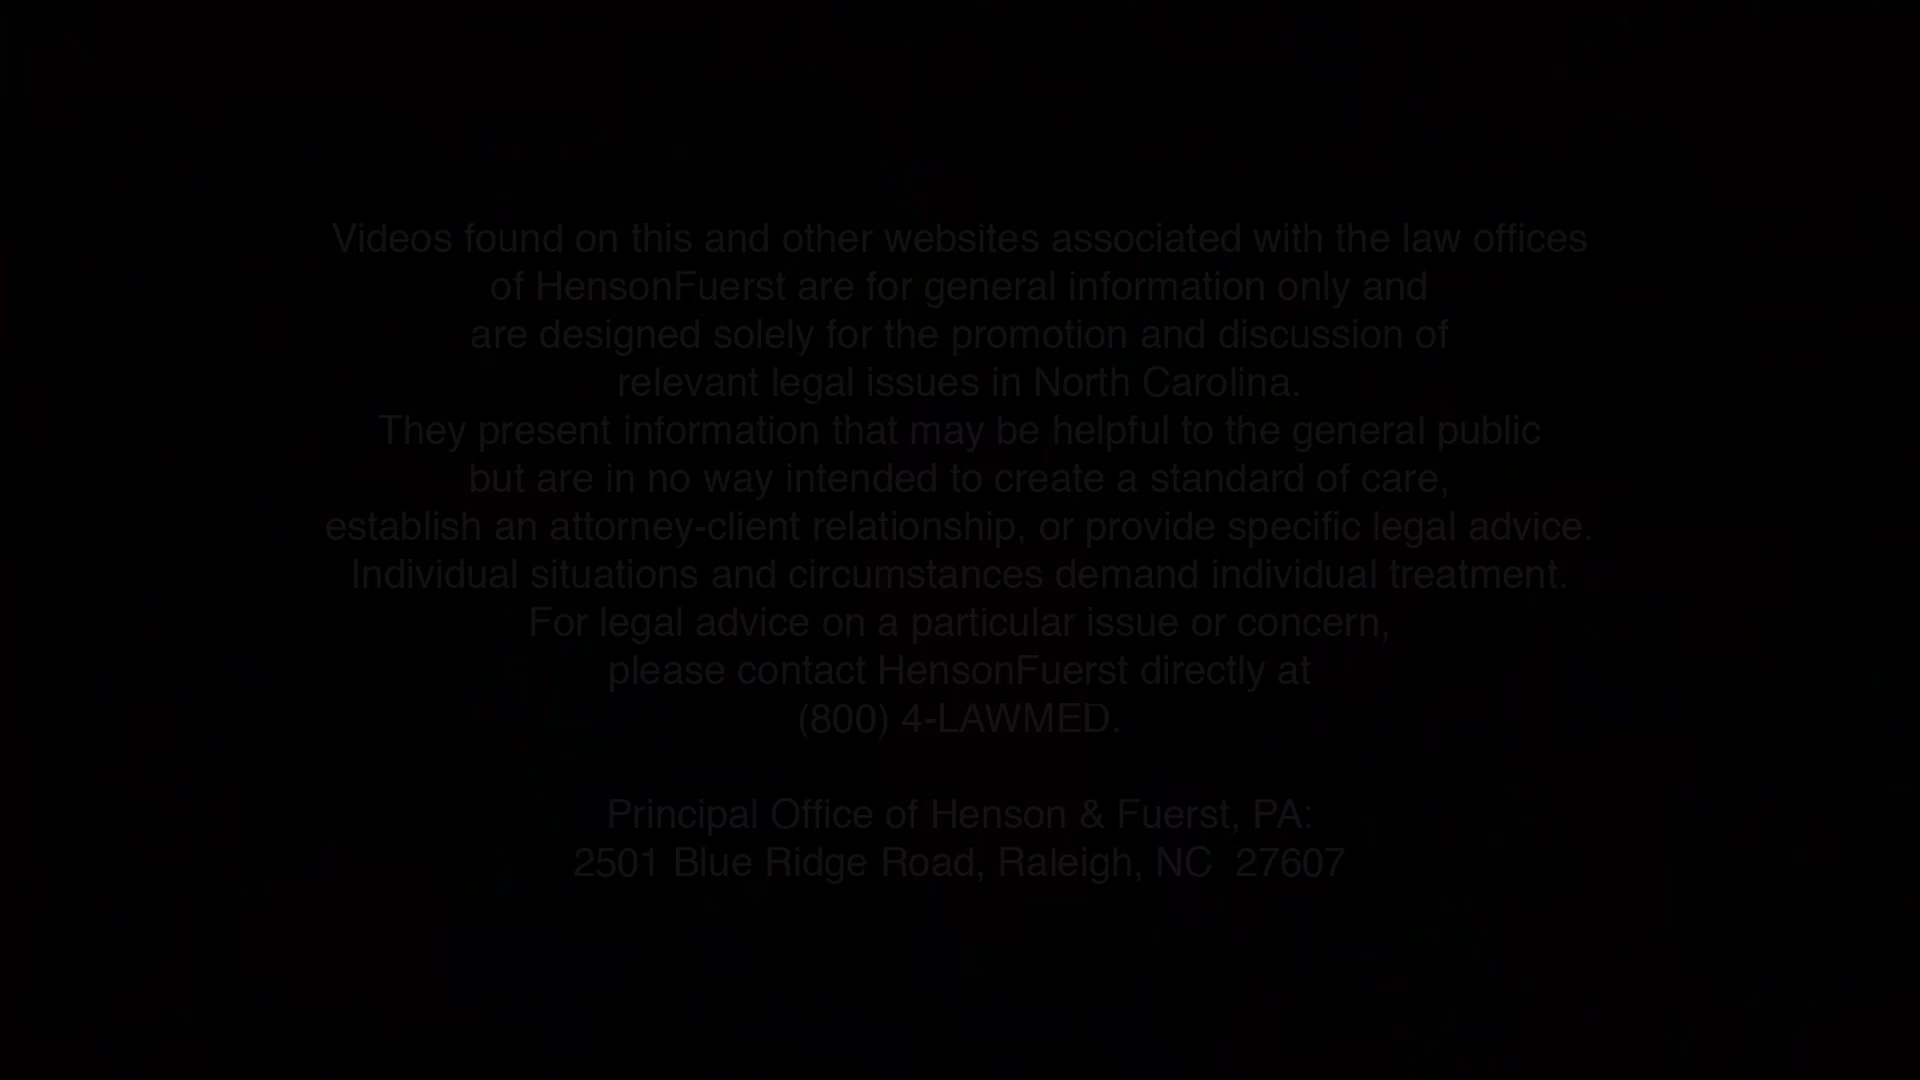 Videos found on this and other websites associated with the law offices
of HensonFuerst are for general information only and
are designed solely for the promotion and discussion of
relevant legal issues in North Carolina.
They present information that may be helpful to the general public
but are in no way intended to create a standard of care,
establish an attorney-client relationship, or provide specific legal advice.
Individual situations and circumstances demand individual treatment.
For legal advice on a particular issue or concern,
please contact HensonFuerst directly at
(800) 4-LAWMED.
Principal Office of Henson & Fuerst, PA:
2501 Blue Ridge Road, Raleigh, NC  27607